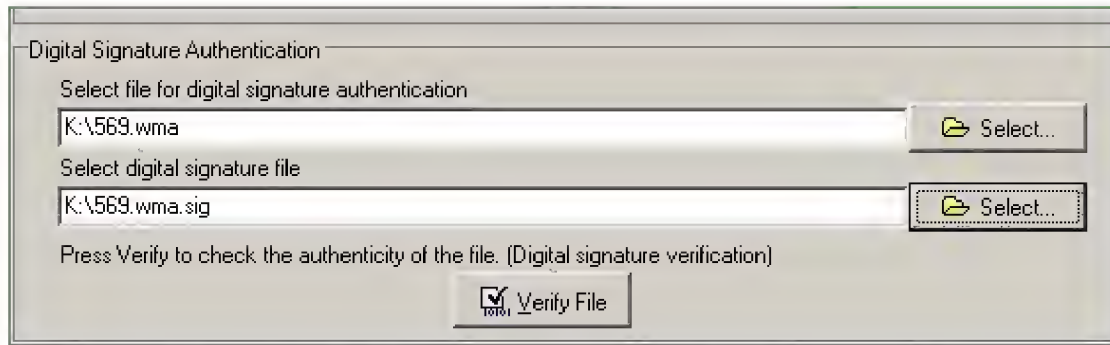 Digital Signature Authentication
Select file for digital signature authentication
K:\569.wma
Select...
Select digital signature file
K:\569.wma.sig
Select...
Press Verify to check the authenticity of the file. (Digital signature verification)
10101
Verify File